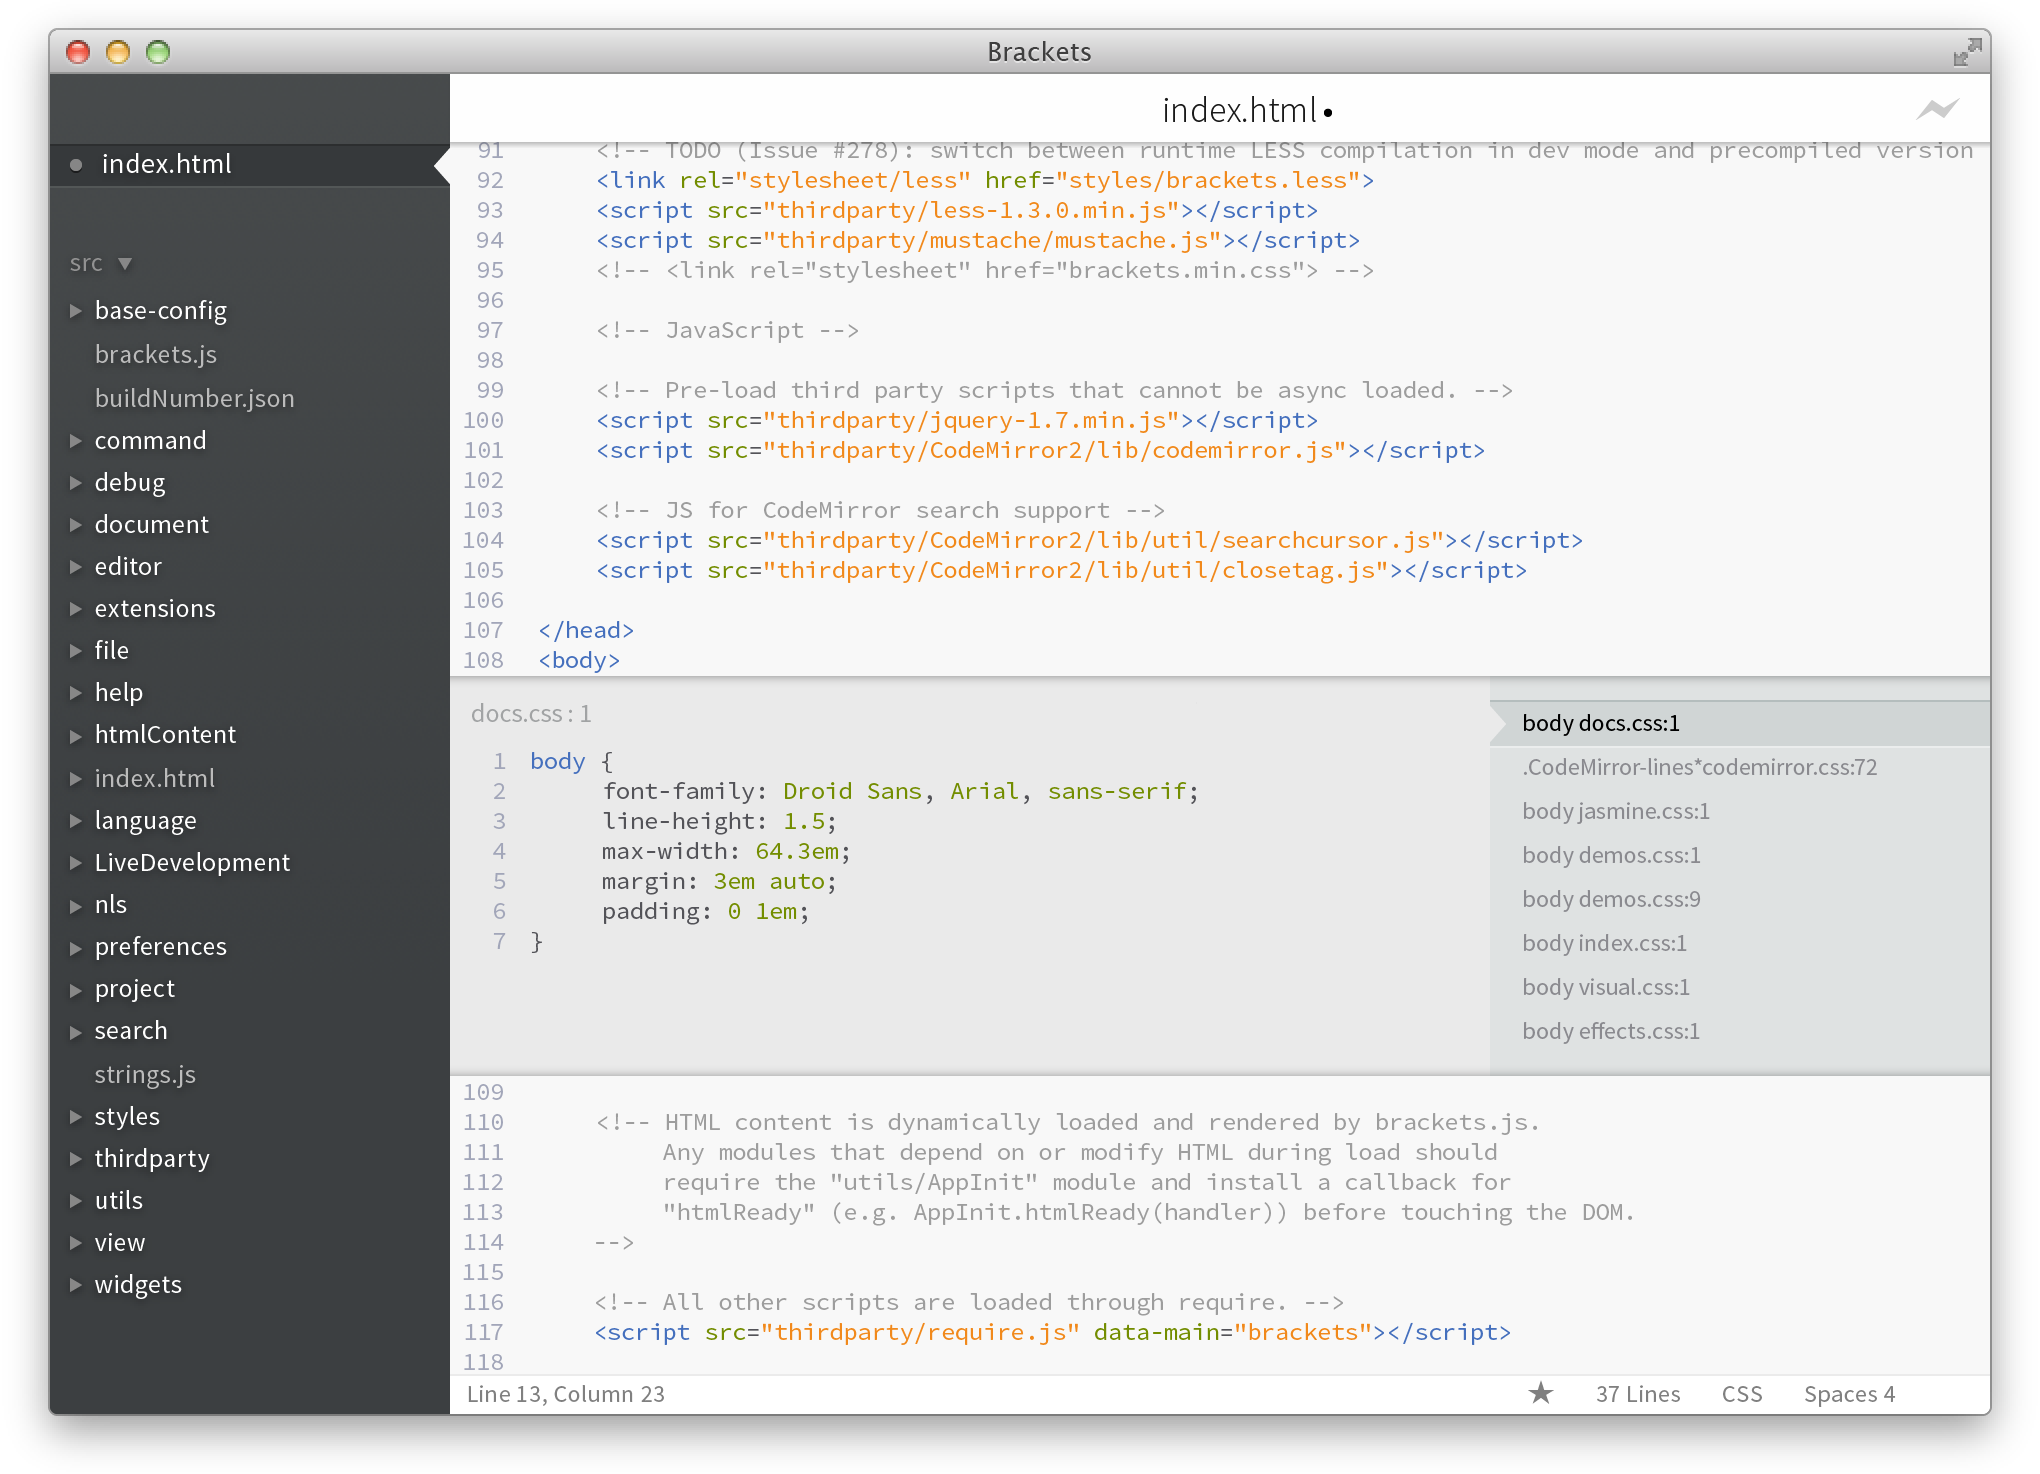 Brackets
index.html
src
base-config
brackets.js
buildNumber.json
command
debug
document
editor
extensions
file
help
htmlContent
index.html
language
LiveDevelopment
nls
preferences
project
search
strings.js
styles
thirdparty
utils
view
widgets
index.html•
91 <!-- TODO (Issue #278): switch between runtime LESS compilation in dev mode and precompiled version
92 <link rel="stylesheet/less" href="styles/brackets.less">
93 <script src="thirdparty/less-1.3.0.min.js"></script>
94 <script src="thirdparty/mustache/mustache.js"></script>
95 <!-- <link rel="stylesheet" href="brackets.min.css"> -->
96
97 <!-- JavaScript -->
98
99 <!-- Pre-load third party scripts that cannot be async loaded. -->
100 <script src="thirdparty/jquery-1.7.min.js"></script>
101 <script src="thirdparty/CodeMirror2/lib/codemirror.js"></script>
102
103 <!-- JS for CodeMirror search support -->
104 <script src="thirdparty/CodeMirror2/lib/util/searchcursor.js"></script>
105 <script src="thirdparty/CodeMirror2/lib/util/closetag.js"></script>
106
107 </head>
108 <body>
docs.css : 1
1 body {
2 font-family: Droid Sans, Arial, sans-serif;
3 line-height: 1.5;
4 max-width: 64.3em;
5 margin: 3em auto;
6 padding: 0 1em;
7 }
body docs.css:1
.CodeMirror-lines*codemirror.css:72
body jasmine.css:1
body demos.css:1
body demos.css:9
body index.css:1
body visual.css:1
body effects.css:1
109
110 <!-- HTML content is dynamically loaded and rendered by brackets.js.
111 Any modules that depend on or modify HTML during load should
112 require the "utils/AppInit" module and install a callback for
113 "htmlReady" (e.g. AppInit.htmlReady(handler)) before touching the DOM.
114 -->
115
116 <!-- All other scripts are loaded through require. -->
117 <script src="thirdparty/require.js" data-main="brackets"></script>
118
Line 13, Column 23
37 Lines
CSS
Spaces 4